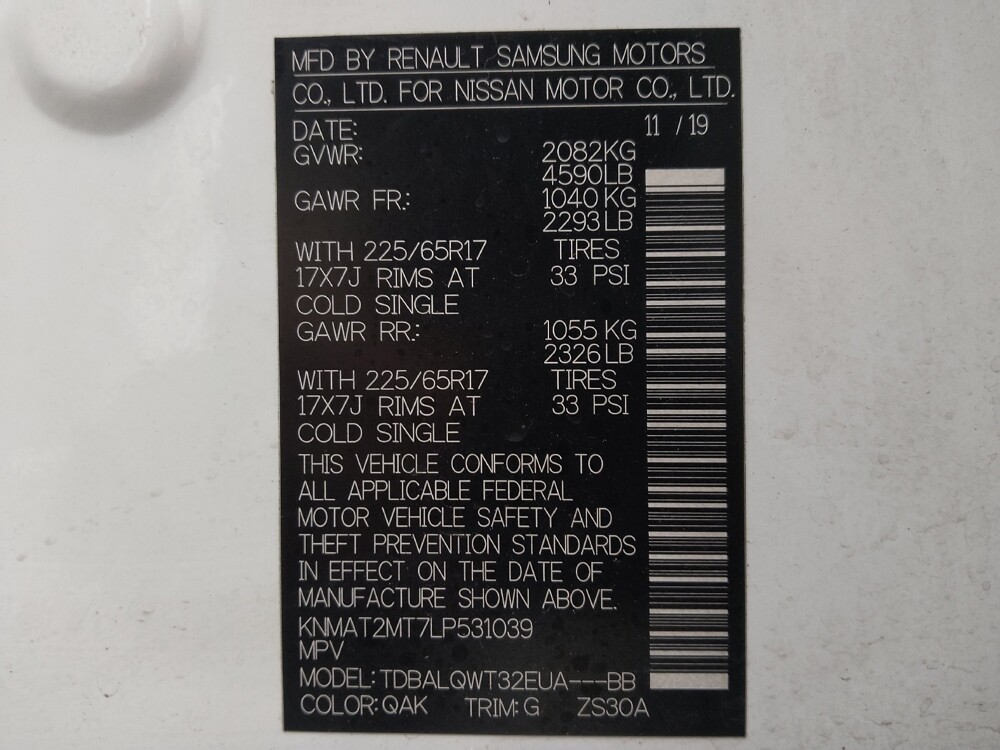 MFD BY RENAULT SAMSUNG MOTORS
CO., LTD. FOR NISSAN MOTOR CO., LTD.
DATE: 11 / 19
GVWR: 2082KG
4590LB
GAWR FR.: 1040 KG
2293 LB
WITH 225/65R17 TIRES
17X7J RIMS AT 33 PSI
COLD SINGLE
GAWR RR.: 1055 KG
2326 LB
WITH 225/65R17 TIRES
17X7J RIMS AT 33 PSI
COLD SINGLE
THIS VEHICLE CONFORMS TO
ALL APPLICABLE FEDERAL
MOTOR VEHICLE SAFETY AND
THEFT PREVENTION STANDARDS
IN EFFECT ON THE DATE OF
MANUFACTURE SHOWN ABOVE.
KNMAT2MT7LP531039
MPV
MODEL: TDBALQWT32EUA---BB
COLOR: QAK TRIM: G ZS30A